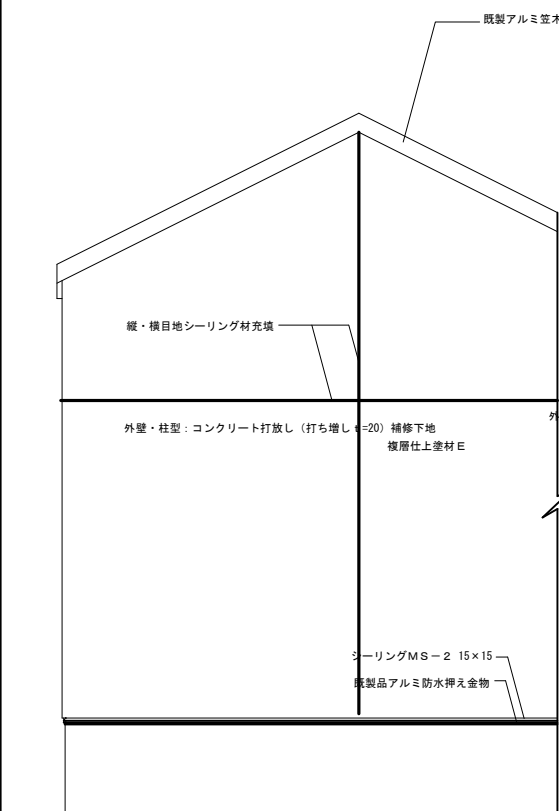 既製アルミ笠木
縦・横目地シーリング材充填
外
外壁・柱型：コンクリート打放し（打ち増しt=20）補修下地
複層仕上塗材Ｅ
シーリングＭＳ－２ 15×15
既製品アルミ防水押え金物